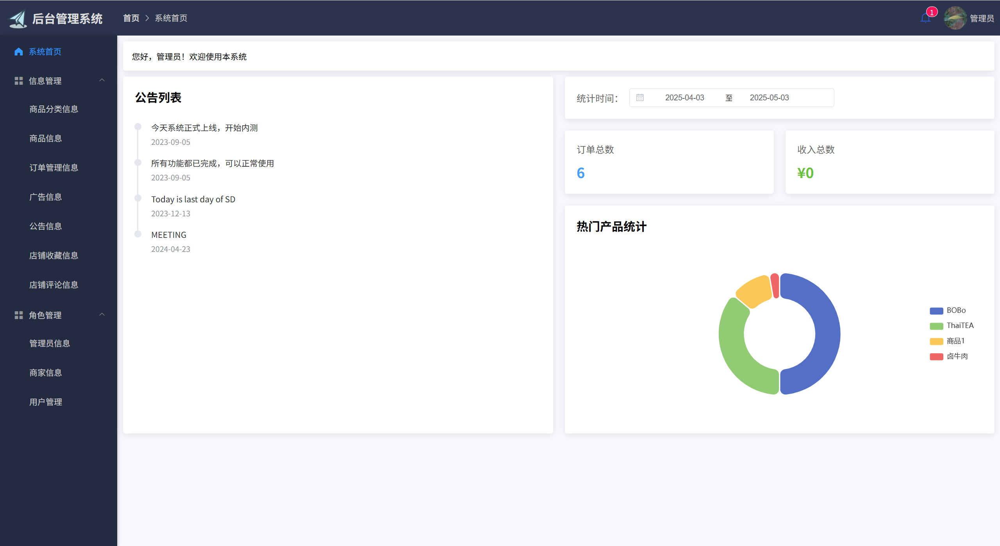 后台管理系统
首页 > 系统首页
1
管理员
系统首页
信息管理
商品分类信息
商品信息
订单管理信息
广告信息
公告信息
店铺收藏信息
店铺评论信息
角色管理
管理员信息
商家信息
用户管理
您好，管理员！欢迎使用本系统
公告列表
今天系统正式上线，开始内测
2023-09-05
所有功能都已完成，可以正常使用
2023-09-05
Today is last day of SD
2023-12-13
MEETING
2024-04-23
统计时间： 2025-04-03 至 2025-05-03
订单总数
6
收入总数
¥0
热门产品统计
BOBo
ThaiTEA
商品1
卤牛肉